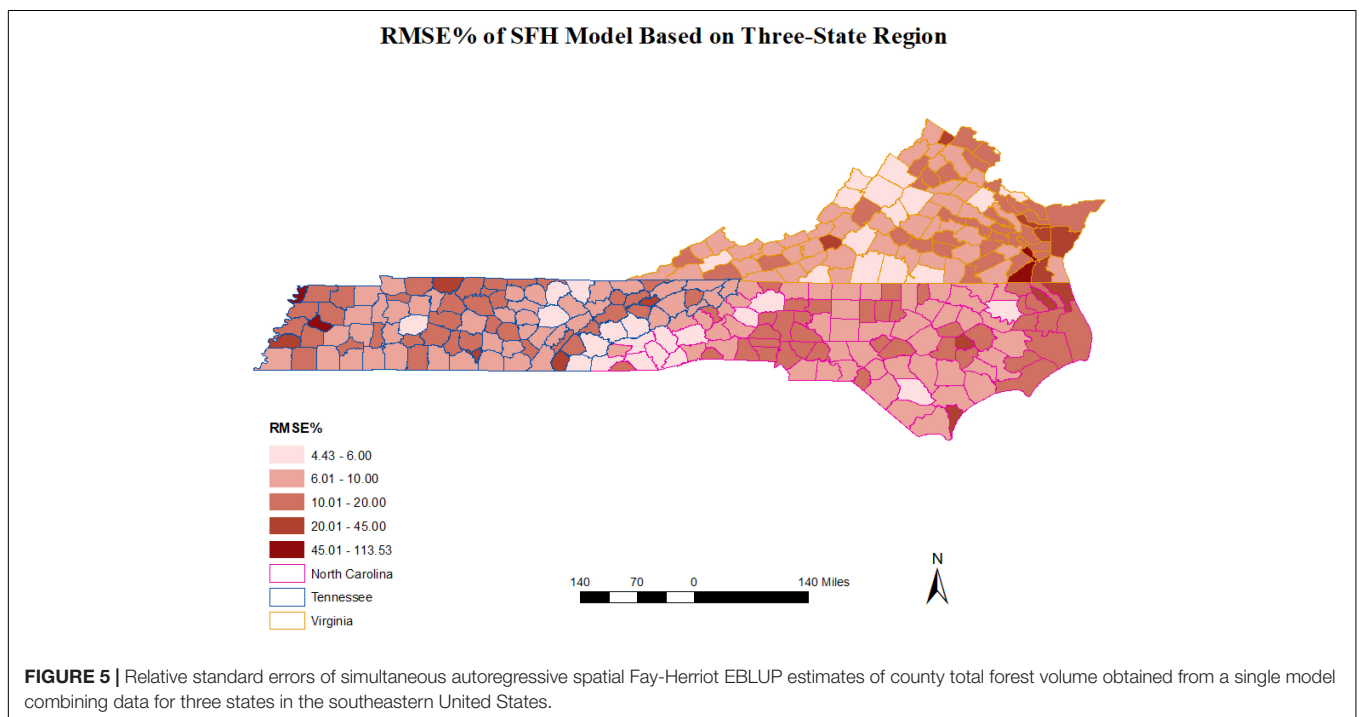 RMSE% of SFH Model Based on Three-State Region
RMSE%
4.43 - 6.00
6.01 - 10.00
10.01 - 20.00
20.01 - 45.00
45.01 - 113.53
North Carolina
Tennessee
Virginia
140 70 0 140 Miles
N
FIGURE 5 | Relative standard errors of simultaneous autoregressive spatial Fay-Herriot EBLUP estimates of county total forest volume obtained from a single model
combining data for three states in the southeastern United States.